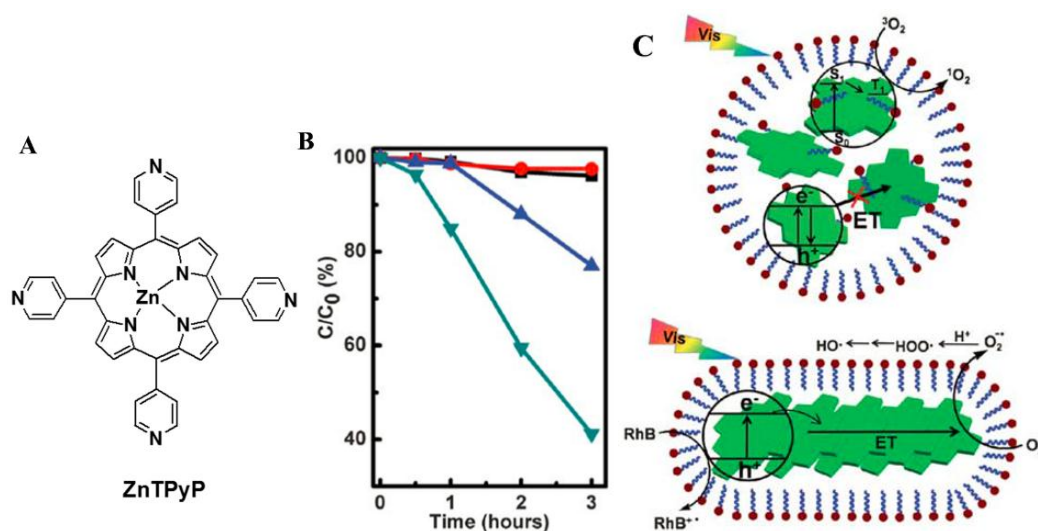 A
N
N
N
N
N
Zn
N
N
N
ZnTPyP
B
100
80
60
40
C/C0 (%)
0
1
2
3
Time (hours)
C
Vis
³O₂
¹O₂
S₁
T₁
S₀
e⁻
h⁺
ET
Vis
HO· ← ← HOO· ← H⁺ O₂⁻·
e⁻
RhB
h⁺
ET
O
RhB⁺·